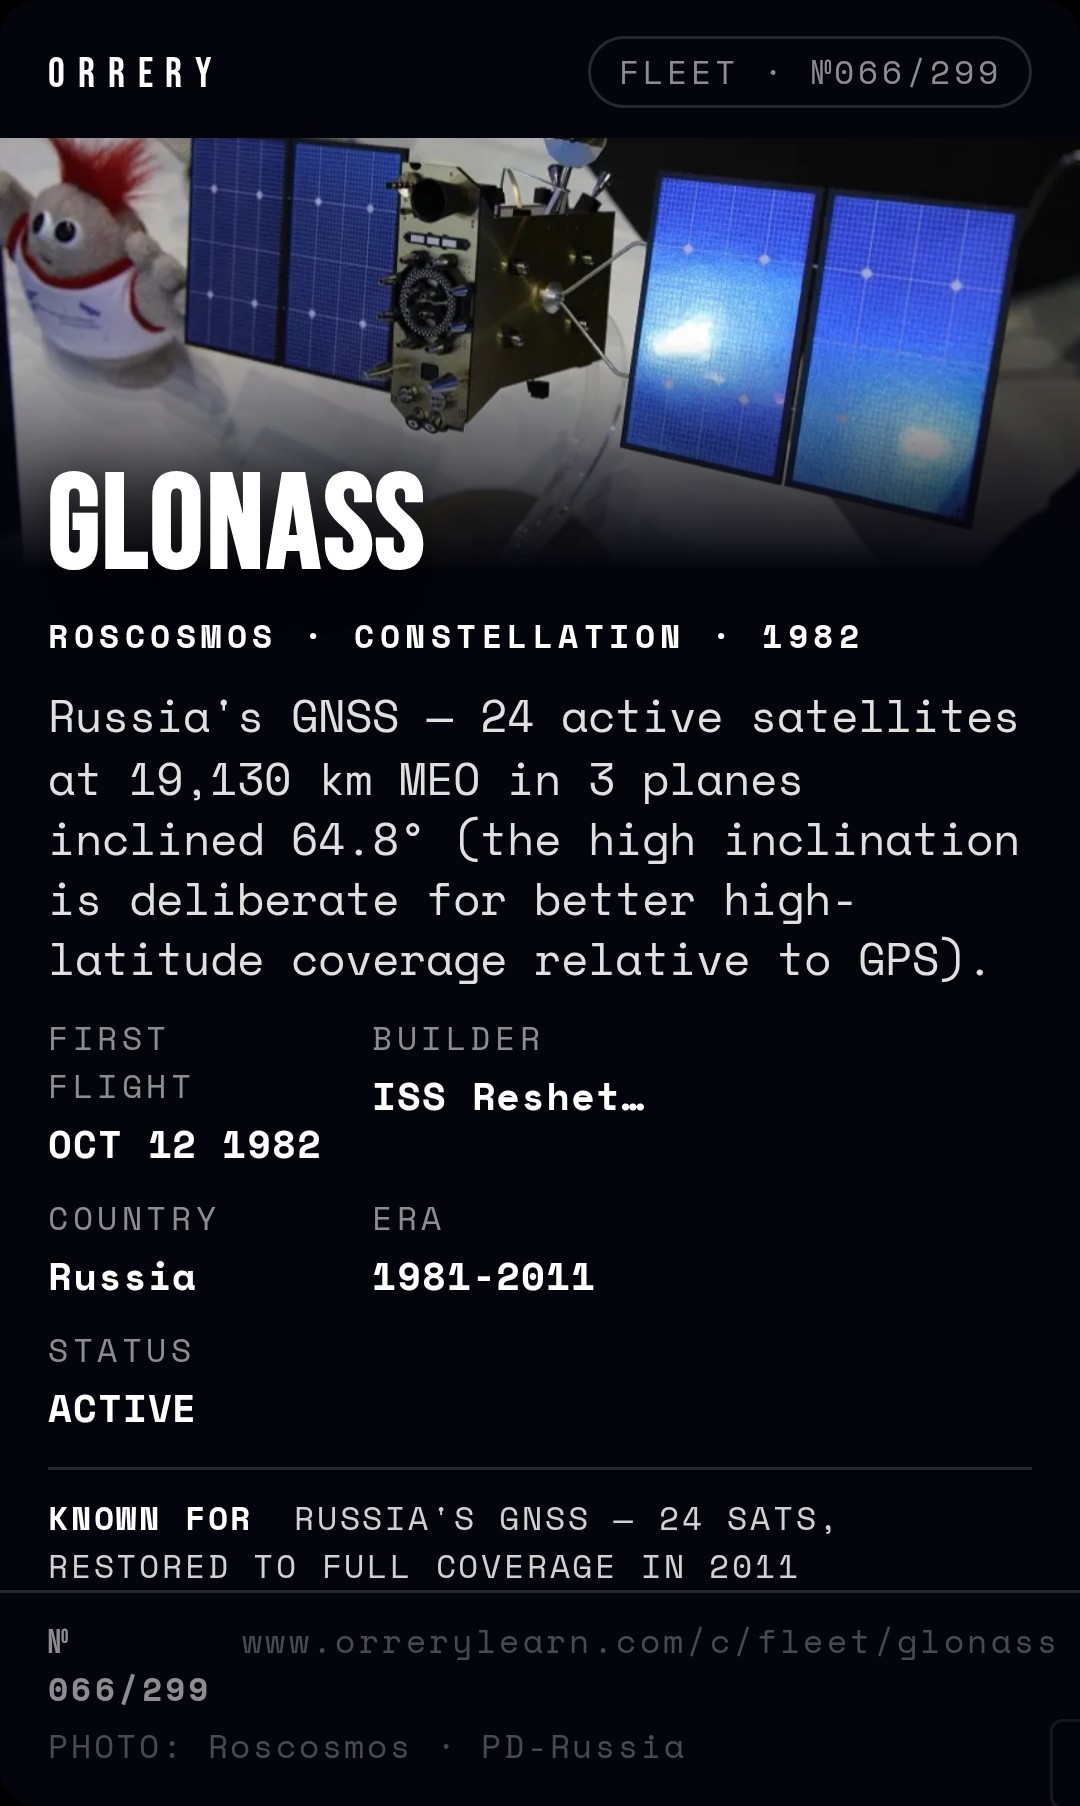 ORRERY
FLEET · №066/299
GLONASS
ROSCOSMOS · CONSTELLATION · 1982
Russia's GNSS — 24 active satellites
at 19,130 km MEO in 3 planes
inclined 64.8° (the high inclination
is deliberate for better high-
latitude coverage relative to GPS).
FIRST
FLIGHT
OCT 12 1982
BUILDER
ISS Reshet…
COUNTRY
Russia
ERA
1981-2011
STATUS
ACTIVE
KNOWN FOR RUSSIA'S GNSS — 24 SATS,
RESTORED TO FULL COVERAGE IN 2011
№
066/299
www.orrerylearn.com/c/fleet/glonass
PHOTO: Roscosmos · PD-Russia